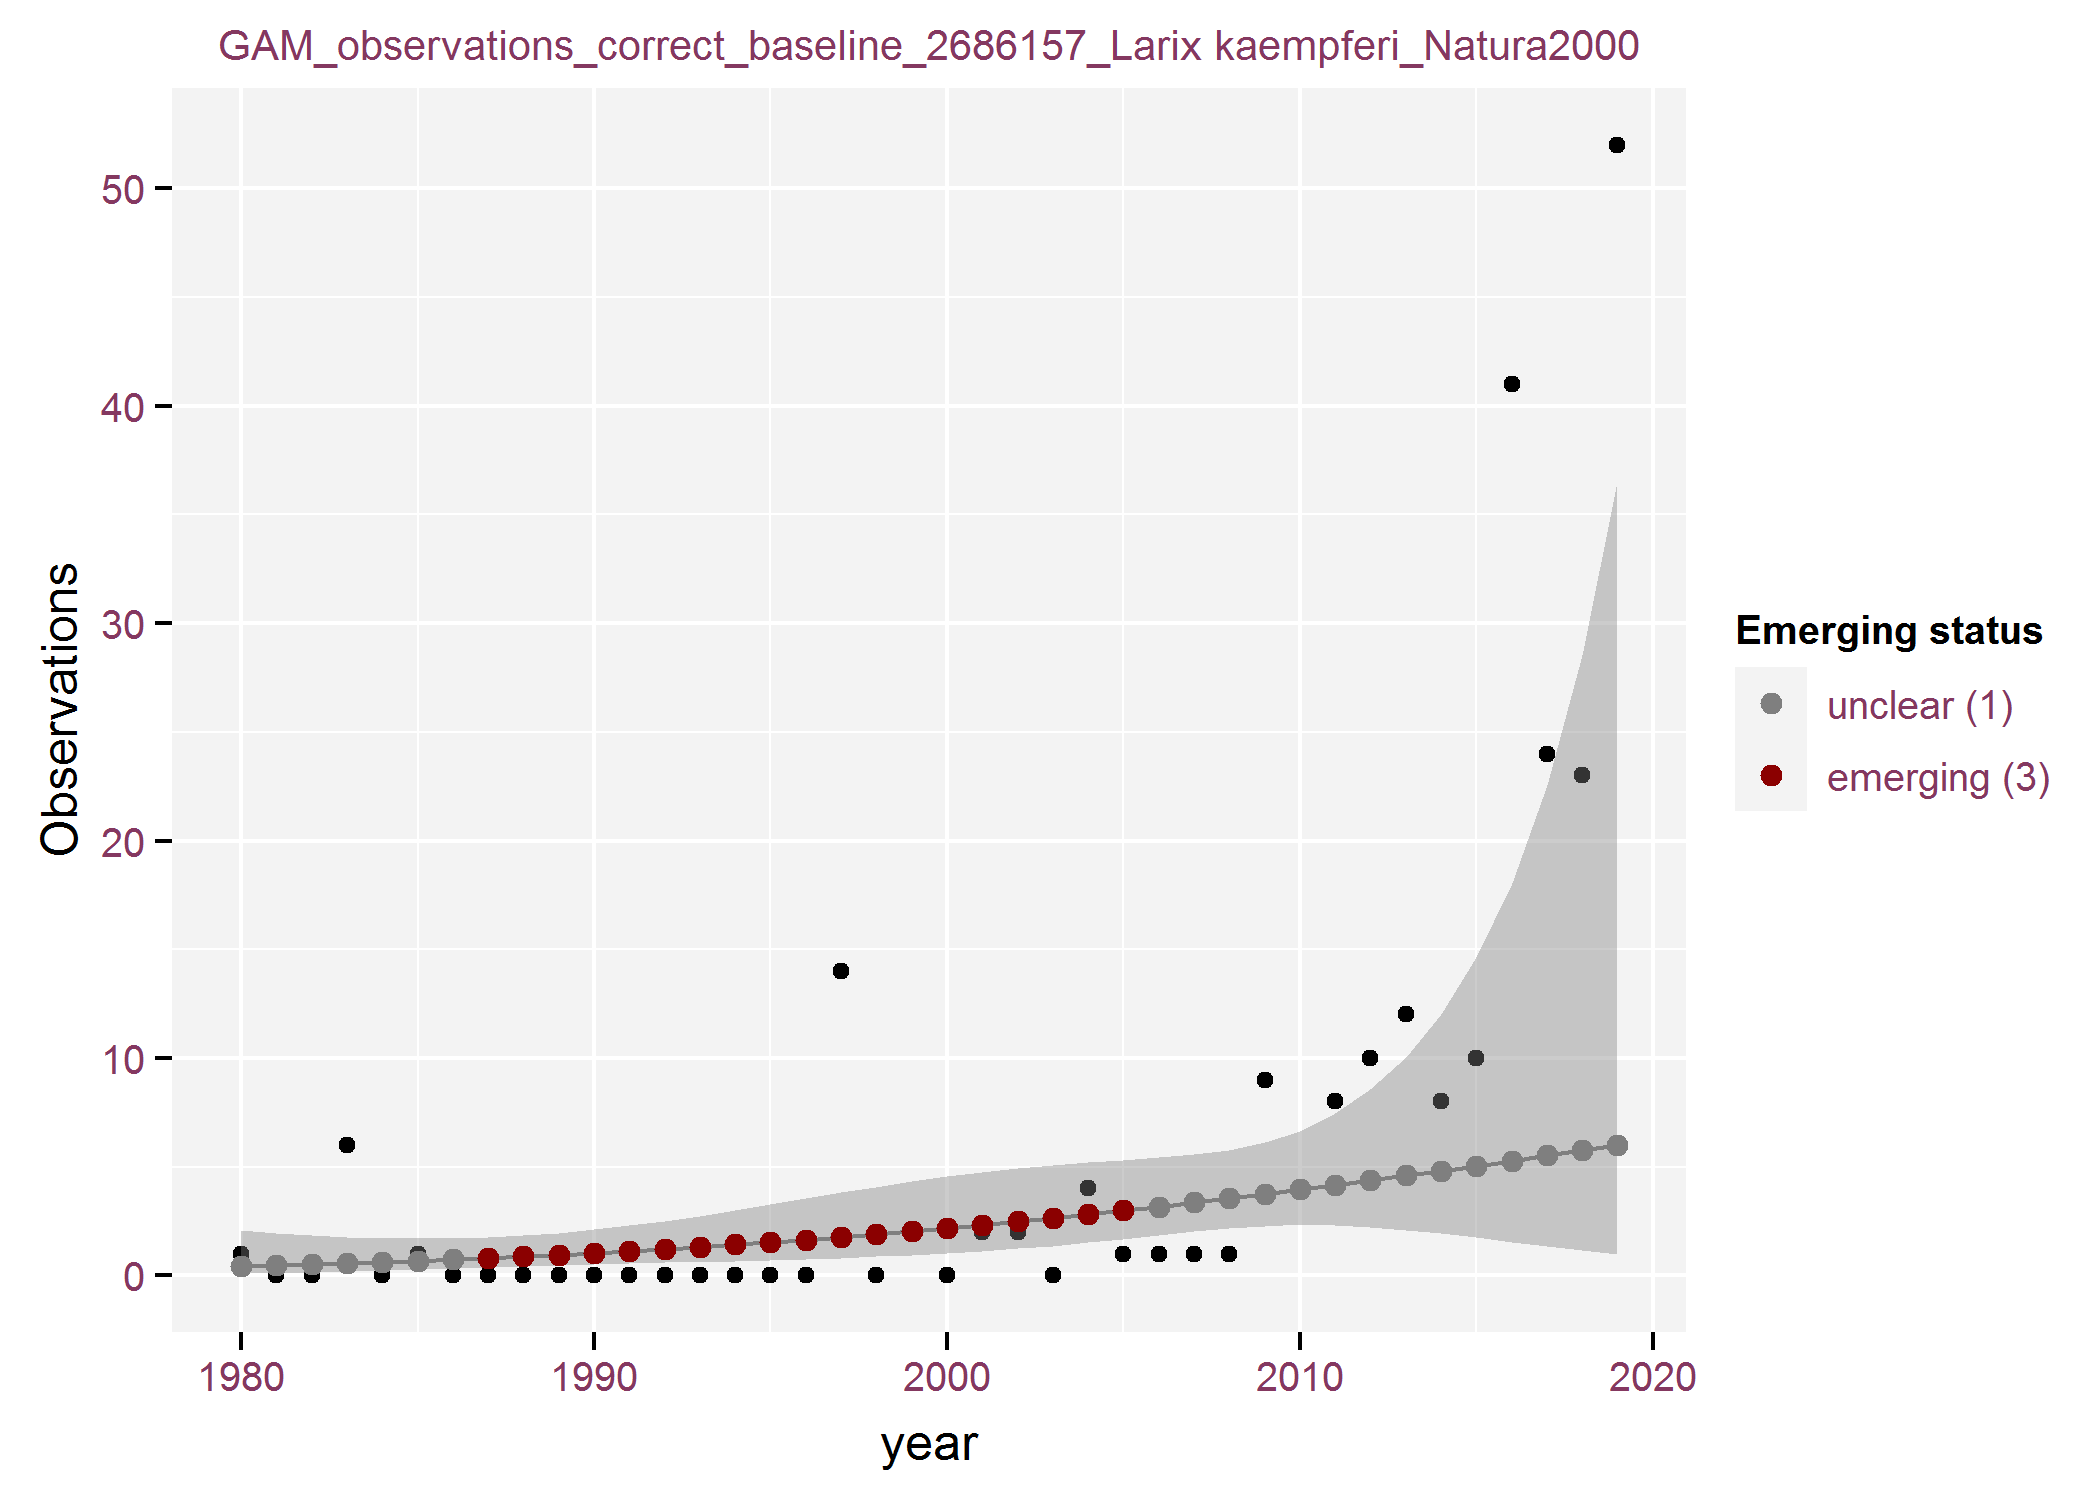 GAM_observations_correct_baseline_2686157_Larix kaempferi_Natura2000
Observations
50
40
30
20
10
0
1980 1990 2000 2010 2020
year
Emerging status
unclear (1)
emerging (3)